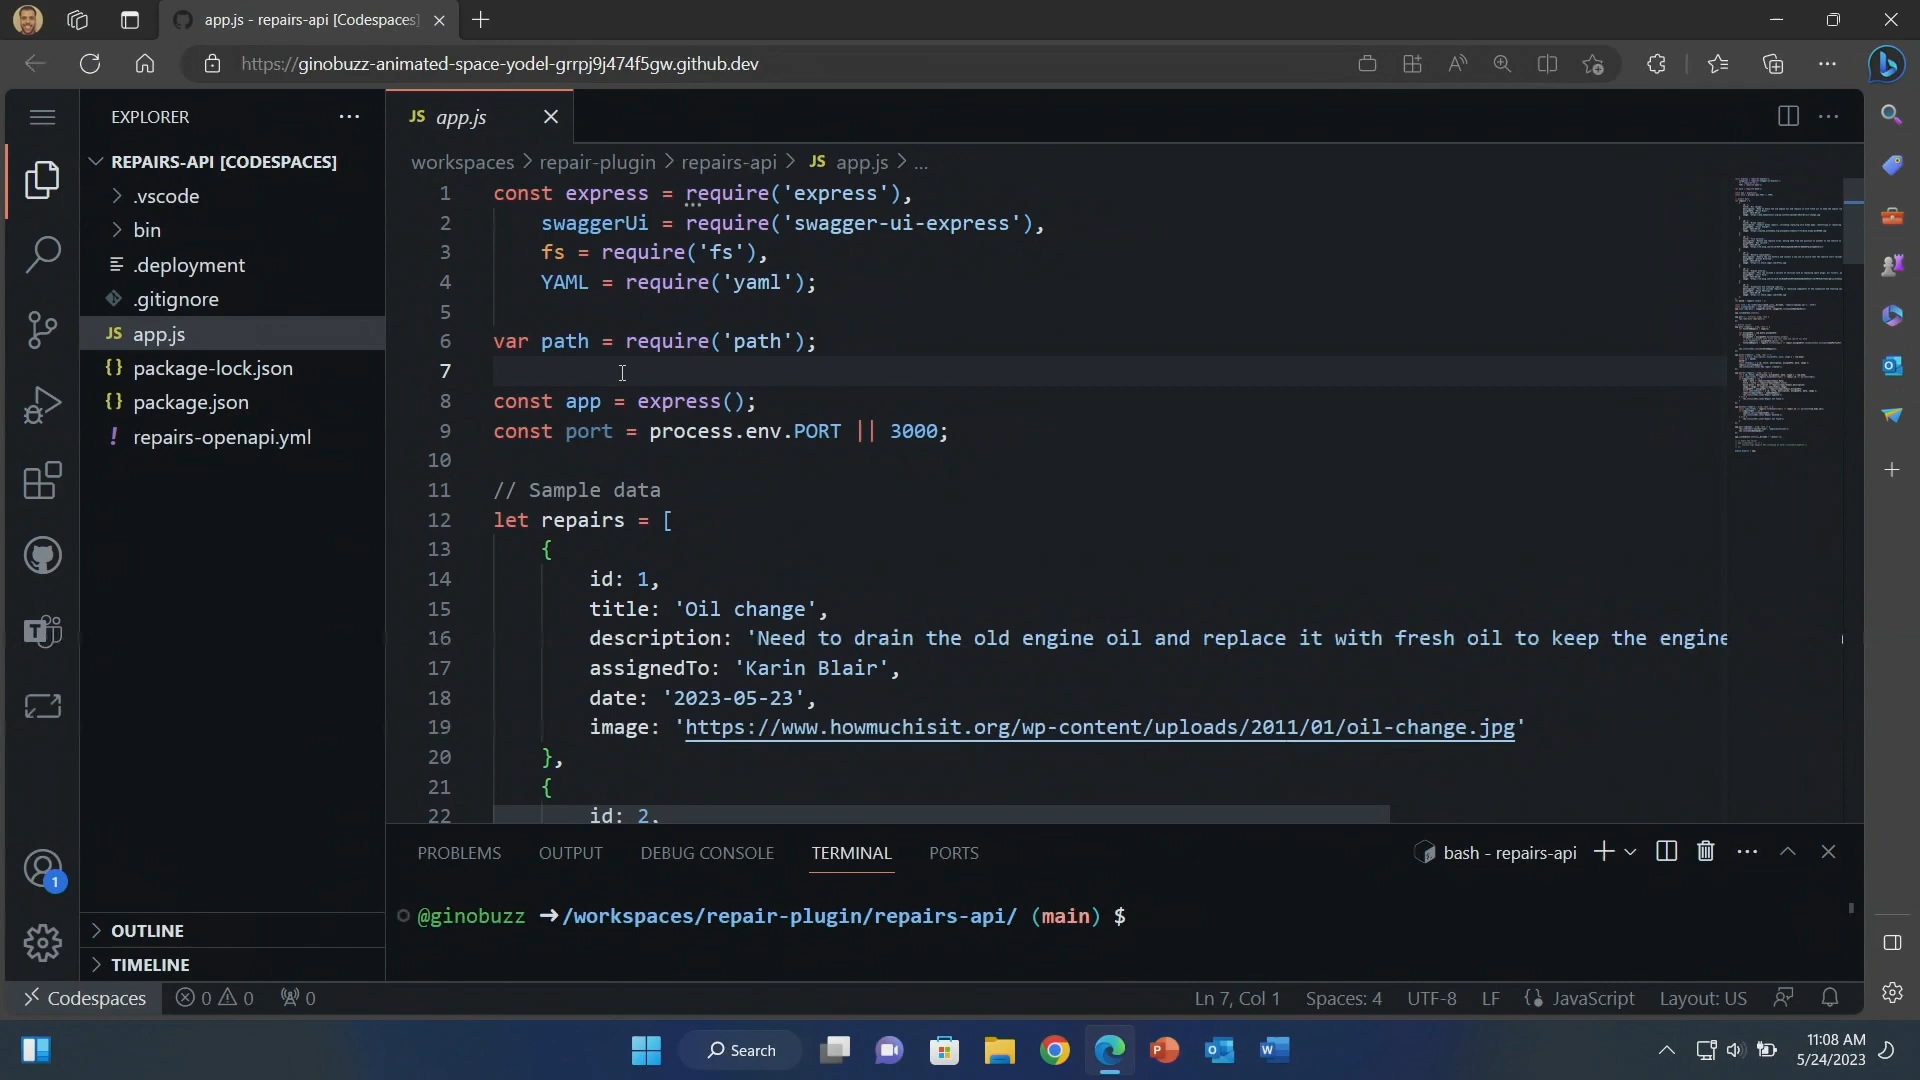 app.js - repairs-api [Codespaces]
https://ginobuzz-animated-space-yodel-grrpj9j474f5gw.github.dev
EXPLORER
JS app.js
REPAIRS-API [CODESPACES]
.vscode
bin
.deployment
.gitignore
JS app.js
{} package-lock.json
{} package.json
! repairs-openapi.yml
OUTLINE
TIMELINE
workspaces > repair-plugin > repairs-api > JS app.js > ...
1 const express = require('express'),
2 swaggerUi = require('swagger-ui-express'),
3 fs = require('fs'),
4 YAML = require('yaml');
5
6 var path = require('path');
7
8 const app = express();
9 const port = process.env.PORT || 3000;
10
11 // Sample data
12 let repairs = [
13 {
14 id: 1,
15 title: 'Oil change',
16 description: 'Need to drain the old engine oil and replace it with fresh oil to keep the engine
17 assignedTo: 'Karin Blair',
18 date: '2023-05-23',
19 image: 'https://www.howmuchisit.org/wp-content/uploads/2011/01/oil-change.jpg'
20 },
21 {
22 id: 2,
PROBLEMS OUTPUT DEBUG CONSOLE TERMINAL PORTS
bash - repairs-api
@ginobuzz ➜/workspaces/repair-plugin/repairs-api/ (main) $
1
Codespaces 0 0 0
Ln 7, Col 1 Spaces: 4 UTF-8 LF {} JavaScript Layout: US
Search
11:08 AM
5/24/2023